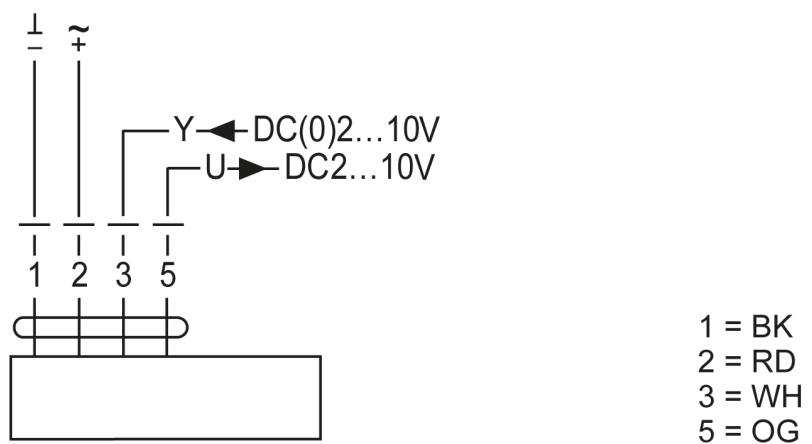 ⊥ ~
– +
Y DC(0)2...10V
U DC2...10V
1 2 3 5
1 = BK
2 = RD
3 = WH
5 = OG